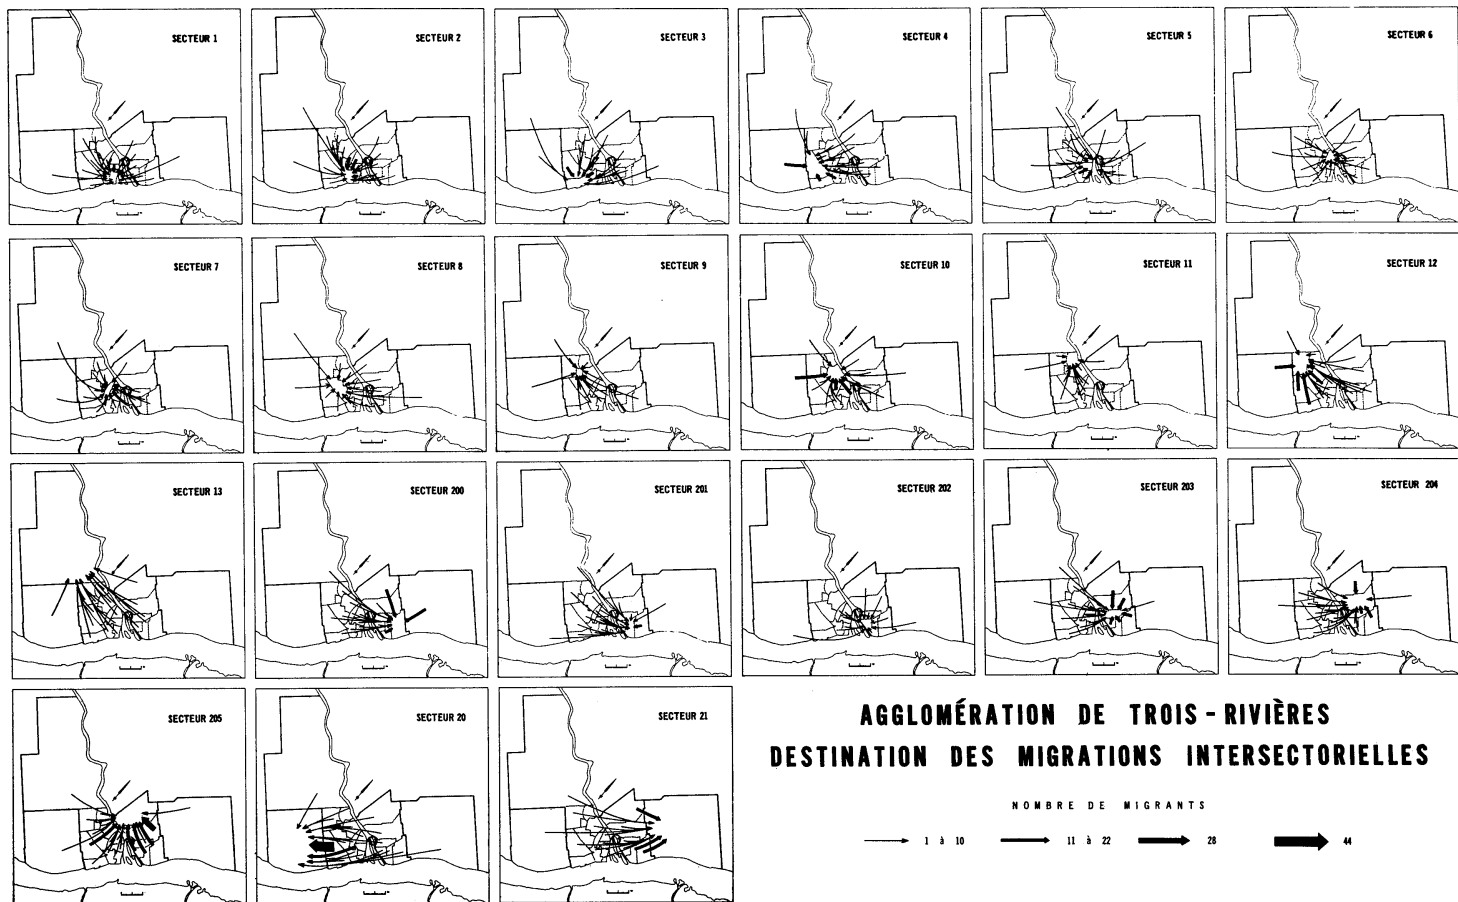 SECTEUR 1
SECTEUR 2
SECTEUR 3
SECTEUR 4
SECTEUR 5
SECTEUR 6
SECTEUR 7
SECTEUR 8
SECTEUR 9
SECTEUR 10
SECTEUR 11
SECTEUR 12
SECTEUR 13
SECTEUR 200
SECTEUR 201
SECTEUR 202
SECTEUR 203
SECTEUR 204
SECTEUR 205
SECTEUR 20
SECTEUR 21
AGGLOMÉRATION DE TROIS-RIVIÈRES
DESTINATION DES MIGRATIONS INTERSECTORIELLES
NOMBRE DE MIGRANTS
1 à 10 11 à 22 28 44